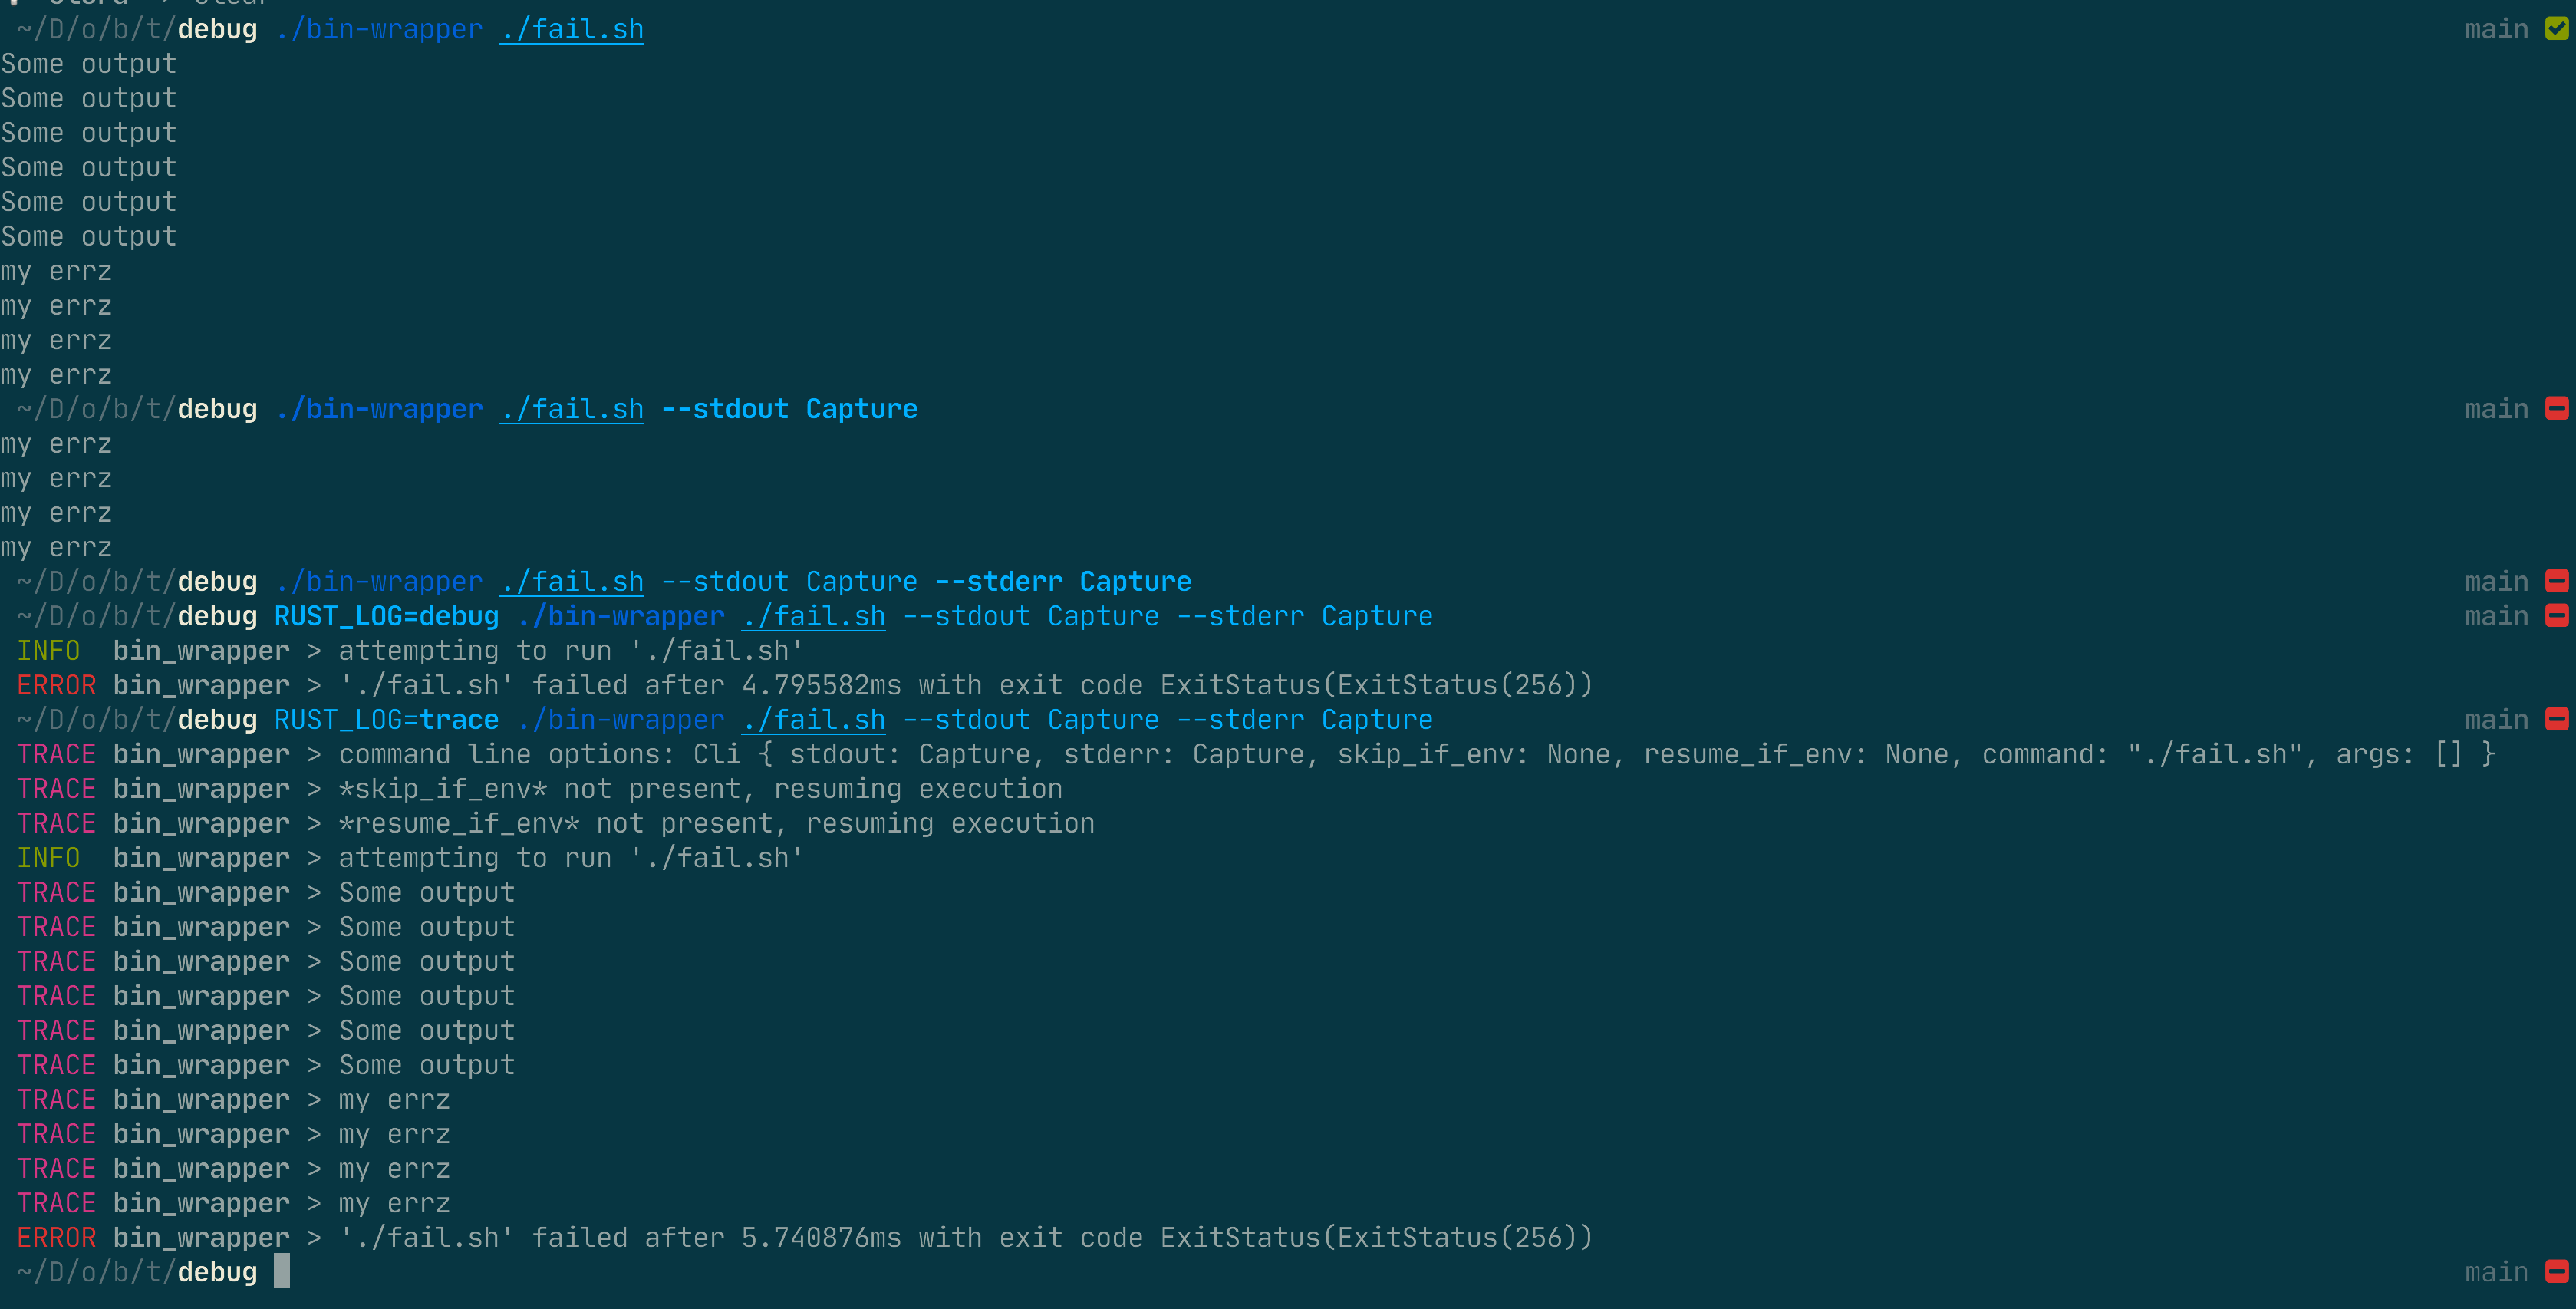 ~/D/o/b/t/debug ./bin-wrapper ./fail.sh main
Some output
Some output
Some output
Some output
Some output
Some output
my errz
my errz
my errz
my errz
~/D/o/b/t/debug ./bin-wrapper ./fail.sh --stdout Capture main
my errz
my errz
my errz
my errz
~/D/o/b/t/debug ./bin-wrapper ./fail.sh --stdout Capture --stderr Capture main
~/D/o/b/t/debug RUST_LOG=debug ./bin-wrapper ./fail.sh --stdout Capture --stderr Capture main
INFO  bin_wrapper > attempting to run './fail.sh'
ERROR bin_wrapper > './fail.sh' failed after 4.795582ms with exit code ExitStatus(ExitStatus(256))
~/D/o/b/t/debug RUST_LOG=trace ./bin-wrapper ./fail.sh --stdout Capture --stderr Capture main
TRACE bin_wrapper > command line options: Cli { stdout: Capture, stderr: Capture, skip_if_env: None, resume_if_env: None, command: "./fail.sh", args: [] }
TRACE bin_wrapper > *skip_if_env* not present, resuming execution
TRACE bin_wrapper > *resume_if_env* not present, resuming execution
INFO  bin_wrapper > attempting to run './fail.sh'
TRACE bin_wrapper > Some output
TRACE bin_wrapper > Some output
TRACE bin_wrapper > Some output
TRACE bin_wrapper > Some output
TRACE bin_wrapper > Some output
TRACE bin_wrapper > Some output
TRACE bin_wrapper > my errz
TRACE bin_wrapper > my errz
TRACE bin_wrapper > my errz
TRACE bin_wrapper > my errz
ERROR bin_wrapper > './fail.sh' failed after 5.740876ms with exit code ExitStatus(ExitStatus(256))
~/D/o/b/t/debug main